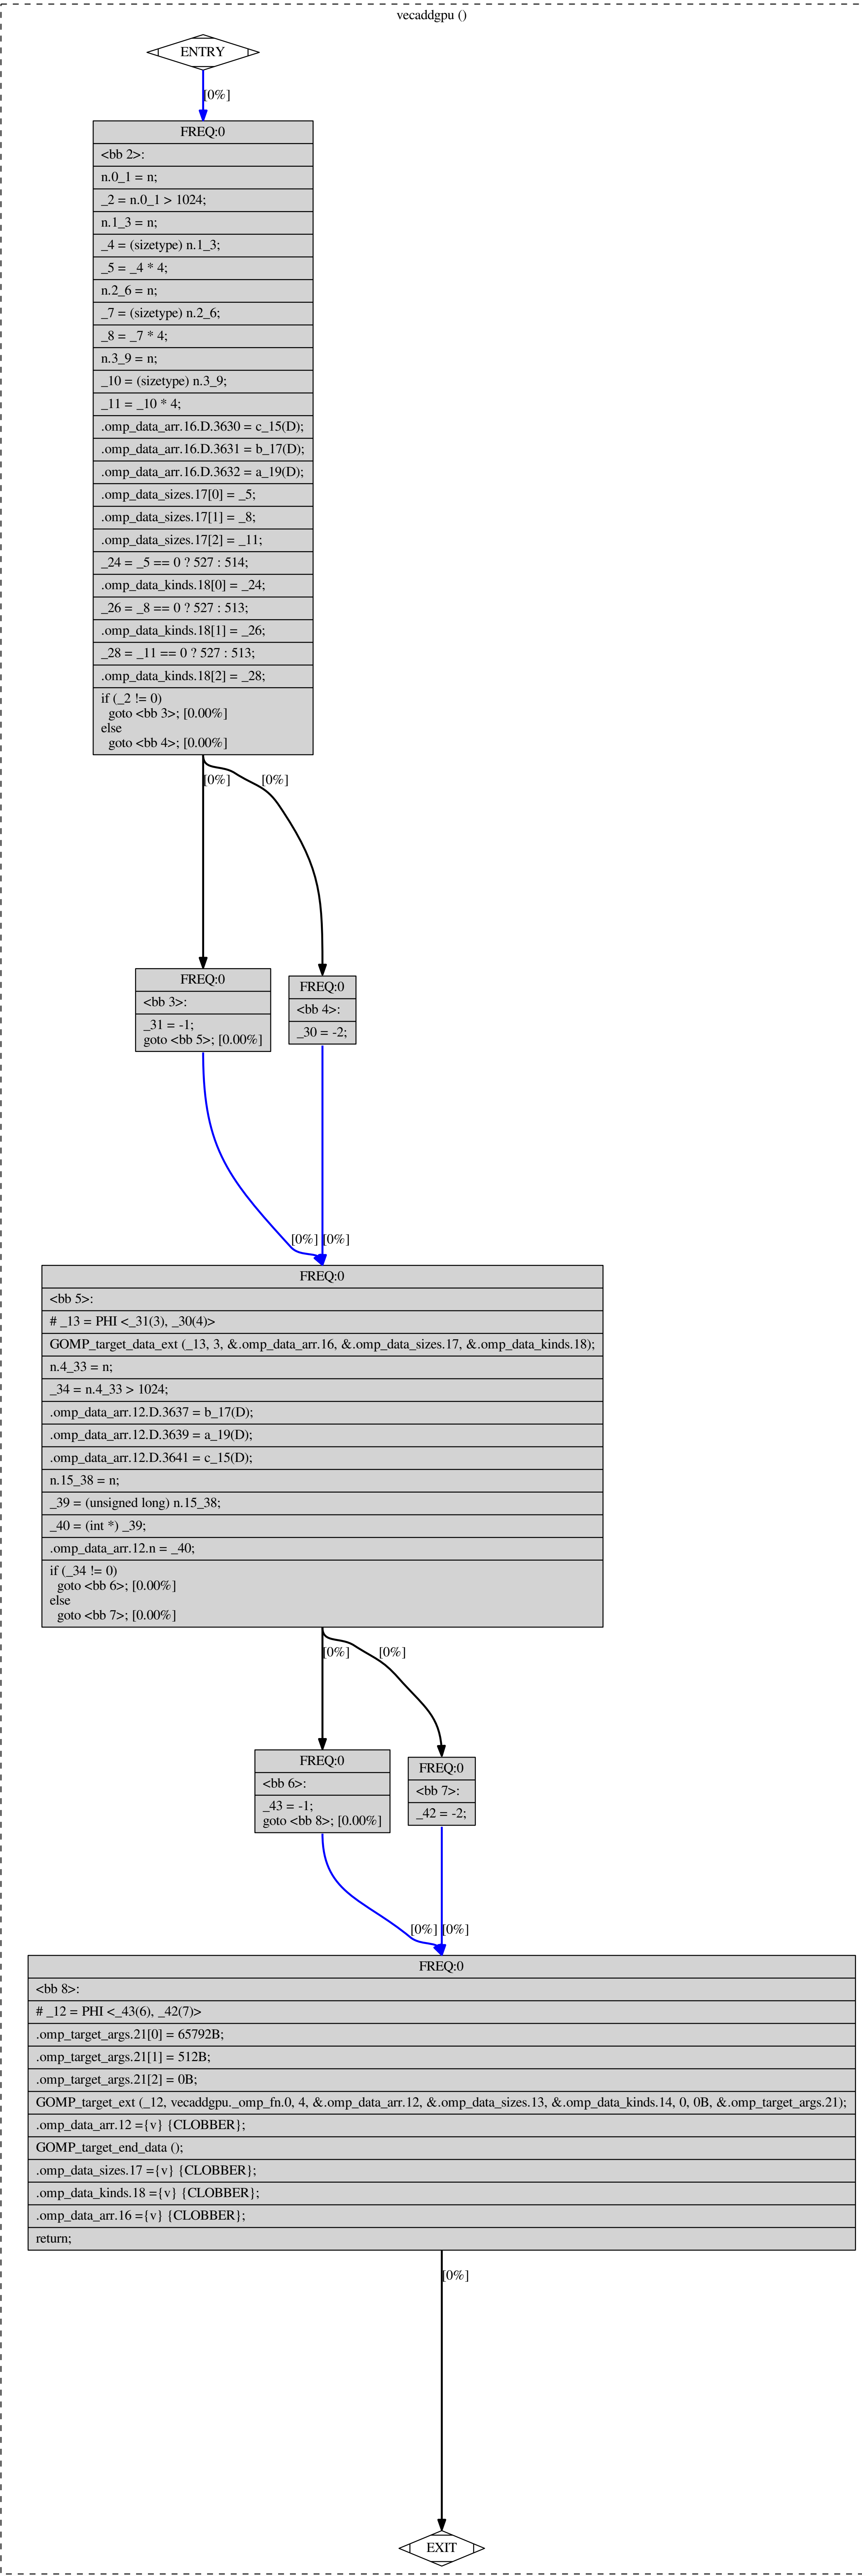 vecaddgpu ()
ENTRY
[0%]
FREQ:0
<bb 2>:
n.0_1 = n;
_2 = n.0_1 > 1024;
n.1_3 = n;
_4 = (sizetype) n.1_3;
_5 = _4 * 4;
n.2_6 = n;
_7 = (sizetype) n.2_6;
_8 = _7 * 4;
n.3_9 = n;
_10 = (sizetype) n.3_9;
_11 = _10 * 4;
.omp_data_arr.16.D.3630 = c_15(D);
.omp_data_arr.16.D.3631 = b_17(D);
.omp_data_arr.16.D.3632 = a_19(D);
.omp_data_sizes.17[0] = _5;
.omp_data_sizes.17[1] = _8;
.omp_data_sizes.17[2] = _11;
_24 = _5 == 0 ? 527 : 514;
.omp_data_kinds.18[0] = _24;
_26 = _8 == 0 ? 527 : 513;
.omp_data_kinds.18[1] = _26;
_28 = _11 == 0 ? 527 : 513;
.omp_data_kinds.18[2] = _28;
if (_2 != 0)
goto <bb 3>; [0.00%]
else
goto <bb 4>; [0.00%]
[0%] [0%]
FREQ:0
<bb 3>:
_31 = -1;
goto <bb 5>; [0.00%]
FREQ:0
<bb 4>:
_30 = -2;
[0%] [0%]
FREQ:0
<bb 5>:
# _13 = PHI <_31(3), _30(4)>
GOMP_target_data_ext (_13, 3, &.omp_data_arr.16, &.omp_data_sizes.17, &.omp_data_kinds.18);
n.4_33 = n;
_34 = n.4_33 > 1024;
.omp_data_arr.12.D.3637 = b_17(D);
.omp_data_arr.12.D.3639 = a_19(D);
.omp_data_arr.12.D.3641 = c_15(D);
n.15_38 = n;
_39 = (unsigned long) n.15_38;
_40 = (int *) _39;
.omp_data_arr.12.n = _40;
if (_34 != 0)
goto <bb 6>; [0.00%]
else
goto <bb 7>; [0.00%]
[0%] [0%]
FREQ:0
<bb 6>:
_43 = -1;
goto <bb 8>; [0.00%]
FREQ:0
<bb 7>:
_42 = -2;
[0%] [0%]
FREQ:0
<bb 8>:
# _12 = PHI <_43(6), _42(7)>
.omp_target_args.21[0] = 65792B;
.omp_target_args.21[1] = 512B;
.omp_target_args.21[2] = 0B;
GOMP_target_ext (_12, vecaddgpu._omp_fn.0, 4, &.omp_data_arr.12, &.omp_data_sizes.13, &.omp_data_kinds.14, 0, 0B, &.omp_target_args.21);
.omp_data_arr.12 ={v} {CLOBBER};
GOMP_target_end_data ();
.omp_data_sizes.17 ={v} {CLOBBER};
.omp_data_kinds.18 ={v} {CLOBBER};
.omp_data_arr.16 ={v} {CLOBBER};
return;
[0%]
EXIT